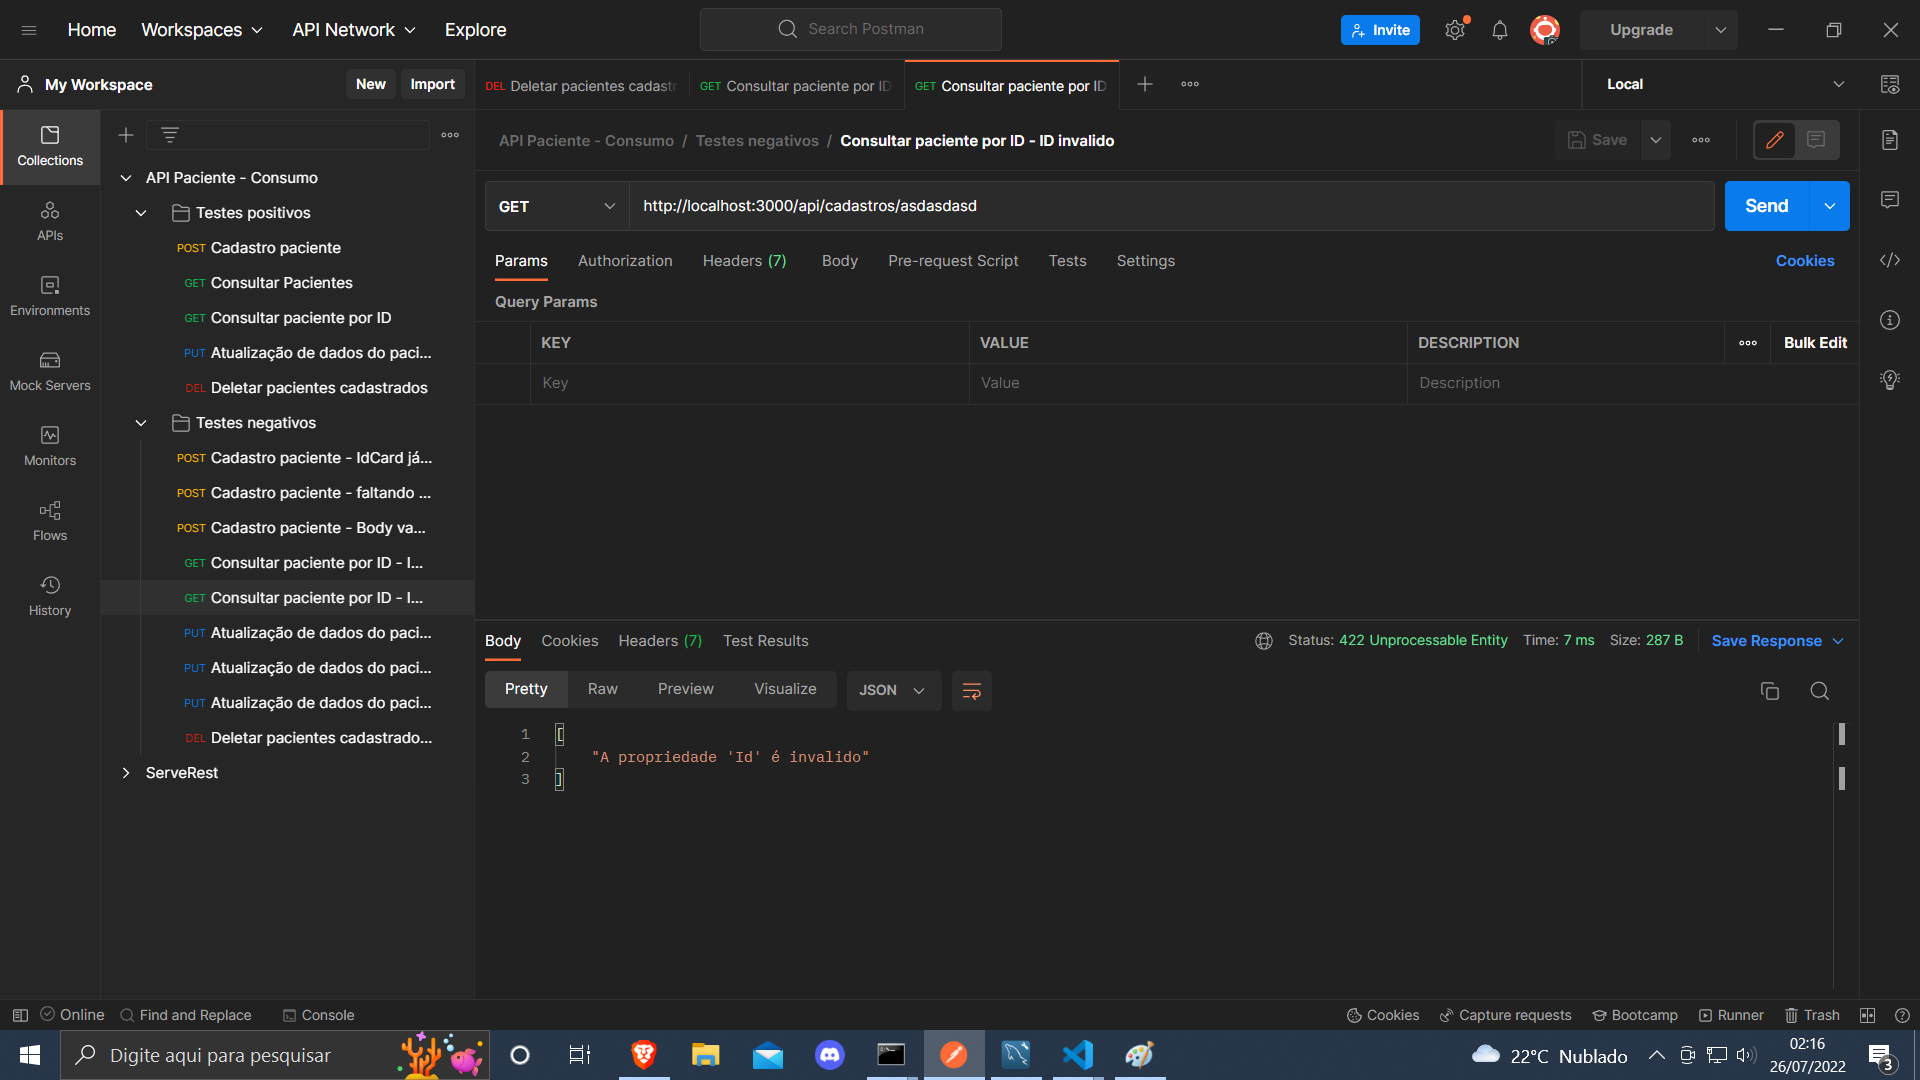 Home Workspaces API Network Explore
Search Postman
Invite
Upgrade
My Workspace
New Import
DEL Deletar pacientes cadastr
GET Consultar paciente por ID
GET Consultar paciente por ID
Local
Collections
APIs
Environments
Mock Servers
Monitors
Flows
History
API Paciente - Consumo
Testes positivos
POST Cadastro paciente
GET Consultar Pacientes
GET Consultar paciente por ID
PUT Atualização de dados do paci...
DEL Deletar pacientes cadastrados
Testes negativos
POST Cadastro paciente - IdCard já...
POST Cadastro paciente - faltando ...
POST Cadastro paciente - Body va...
GET Consultar paciente por ID - I...
GET Consultar paciente por ID - I...
PUT Atualização de dados do paci...
PUT Atualização de dados do paci...
PUT Atualização de dados do paci...
DEL Deletar pacientes cadastrado...
ServeRest
API Paciente - Consumo / Testes negativos / Consultar paciente por ID - ID invalido
Save
GET http://localhost:3000/api/cadastros/asdasdasd
Send
Params Authorization Headers (7) Body Pre-request Script Tests Settings
Cookies
Query Params
KEY VALUE DESCRIPTION
Bulk Edit
Key Value Description
Body Cookies Headers (7) Test Results
Status: 422 Unprocessable Entity Time: 7 ms Size: 287 B
Save Response
Pretty Raw Preview Visualize JSON
1 [
2 "A propriedade 'Id' é invalido"
3 ]
Online Find and Replace Console
Cookies Capture requests Bootcamp Runner Trash
Digite aqui para pesquisar
22°C Nublado
02:16
26/07/2022
3